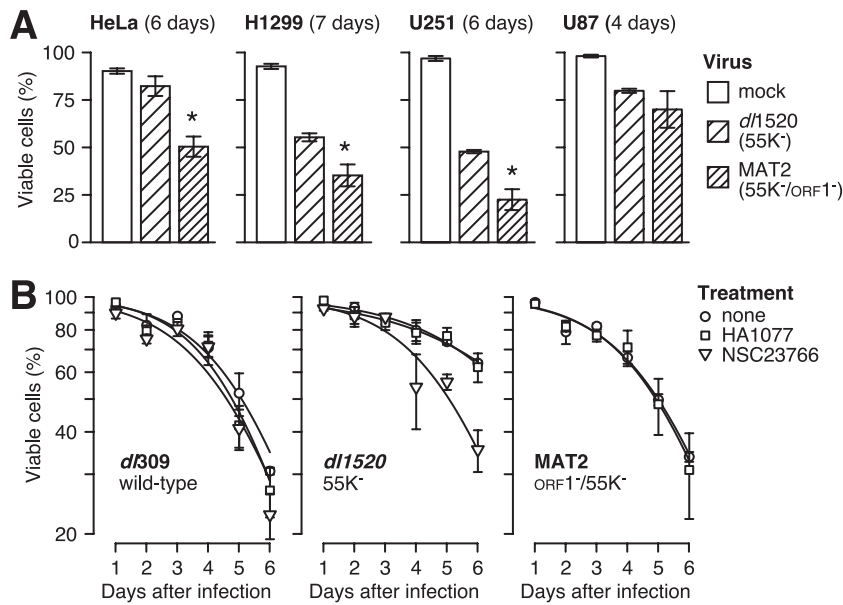 A
HeLa (6 days)
H1299 (7 days)
U251 (6 days)
U87 (4 days)
Viable cells (%)
100
75
50
25
0
*
*
*
Virus
mock
dl1520
(55K-)
MAT2
(55K-/ORF1-)
B
Viable cells (%)
100
80
60
40
20
dl309
wild-type
dl1520
55K-
MAT2
ORF1-/55K-
Treatment
none
HA1077
NSC23766
1 2 3 4 5 6
Days after infection
1 2 3 4 5 6
Days after infection
1 2 3 4 5 6
Days after infection